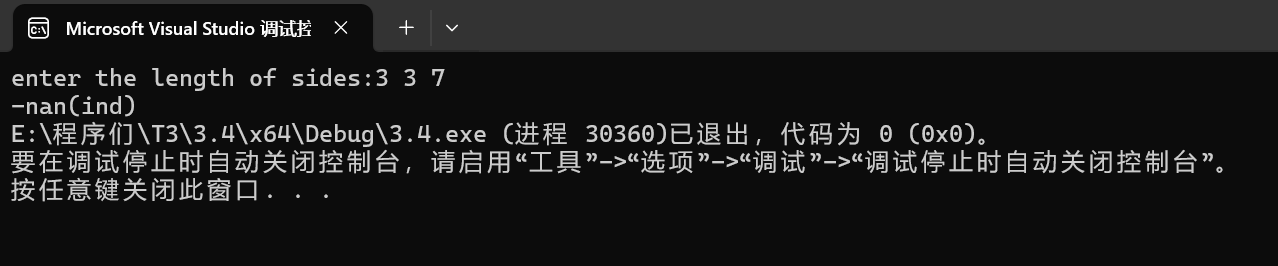 Microsoft Visual Studio 调试控
enter the length of sides:3 3 7
-nan(ind)
E:\程序们\T3\3.4\x64\Debug\3.4.exe (进程 30360)已退出，代码为 0 (0x0)。
要在调试停止时自动关闭控制台，请启用“工具”->“选项”->“调试”->“调试停止时自动关闭控制台”。
按任意键关闭此窗口. . .